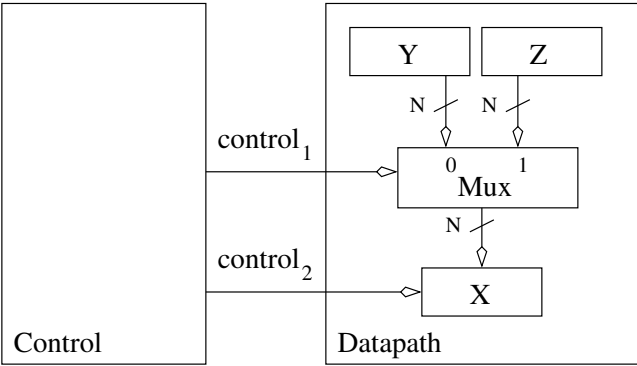 Y Z
N N
control1
0 1
Mux
N
control2
X
Control Datapath